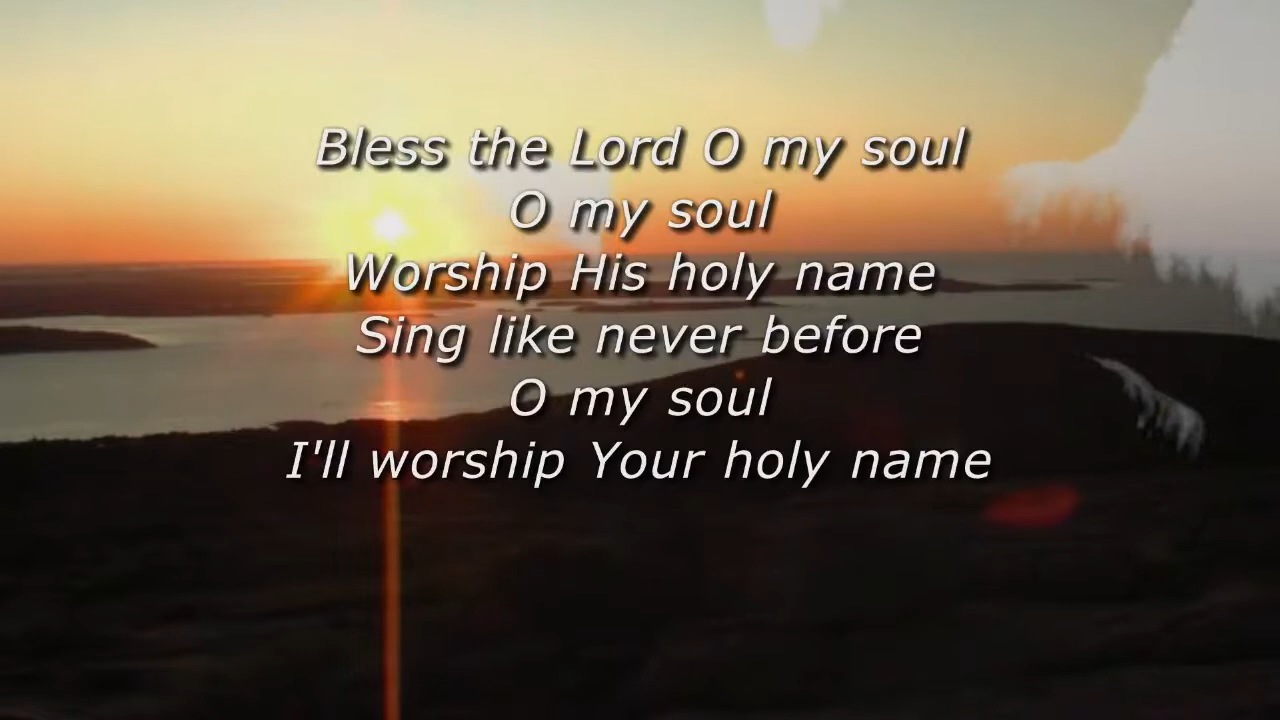 Bless the Lord O my soul
O my soul
Worship His holy name
Sing like never before
O my soul
I'll worship Your holy name